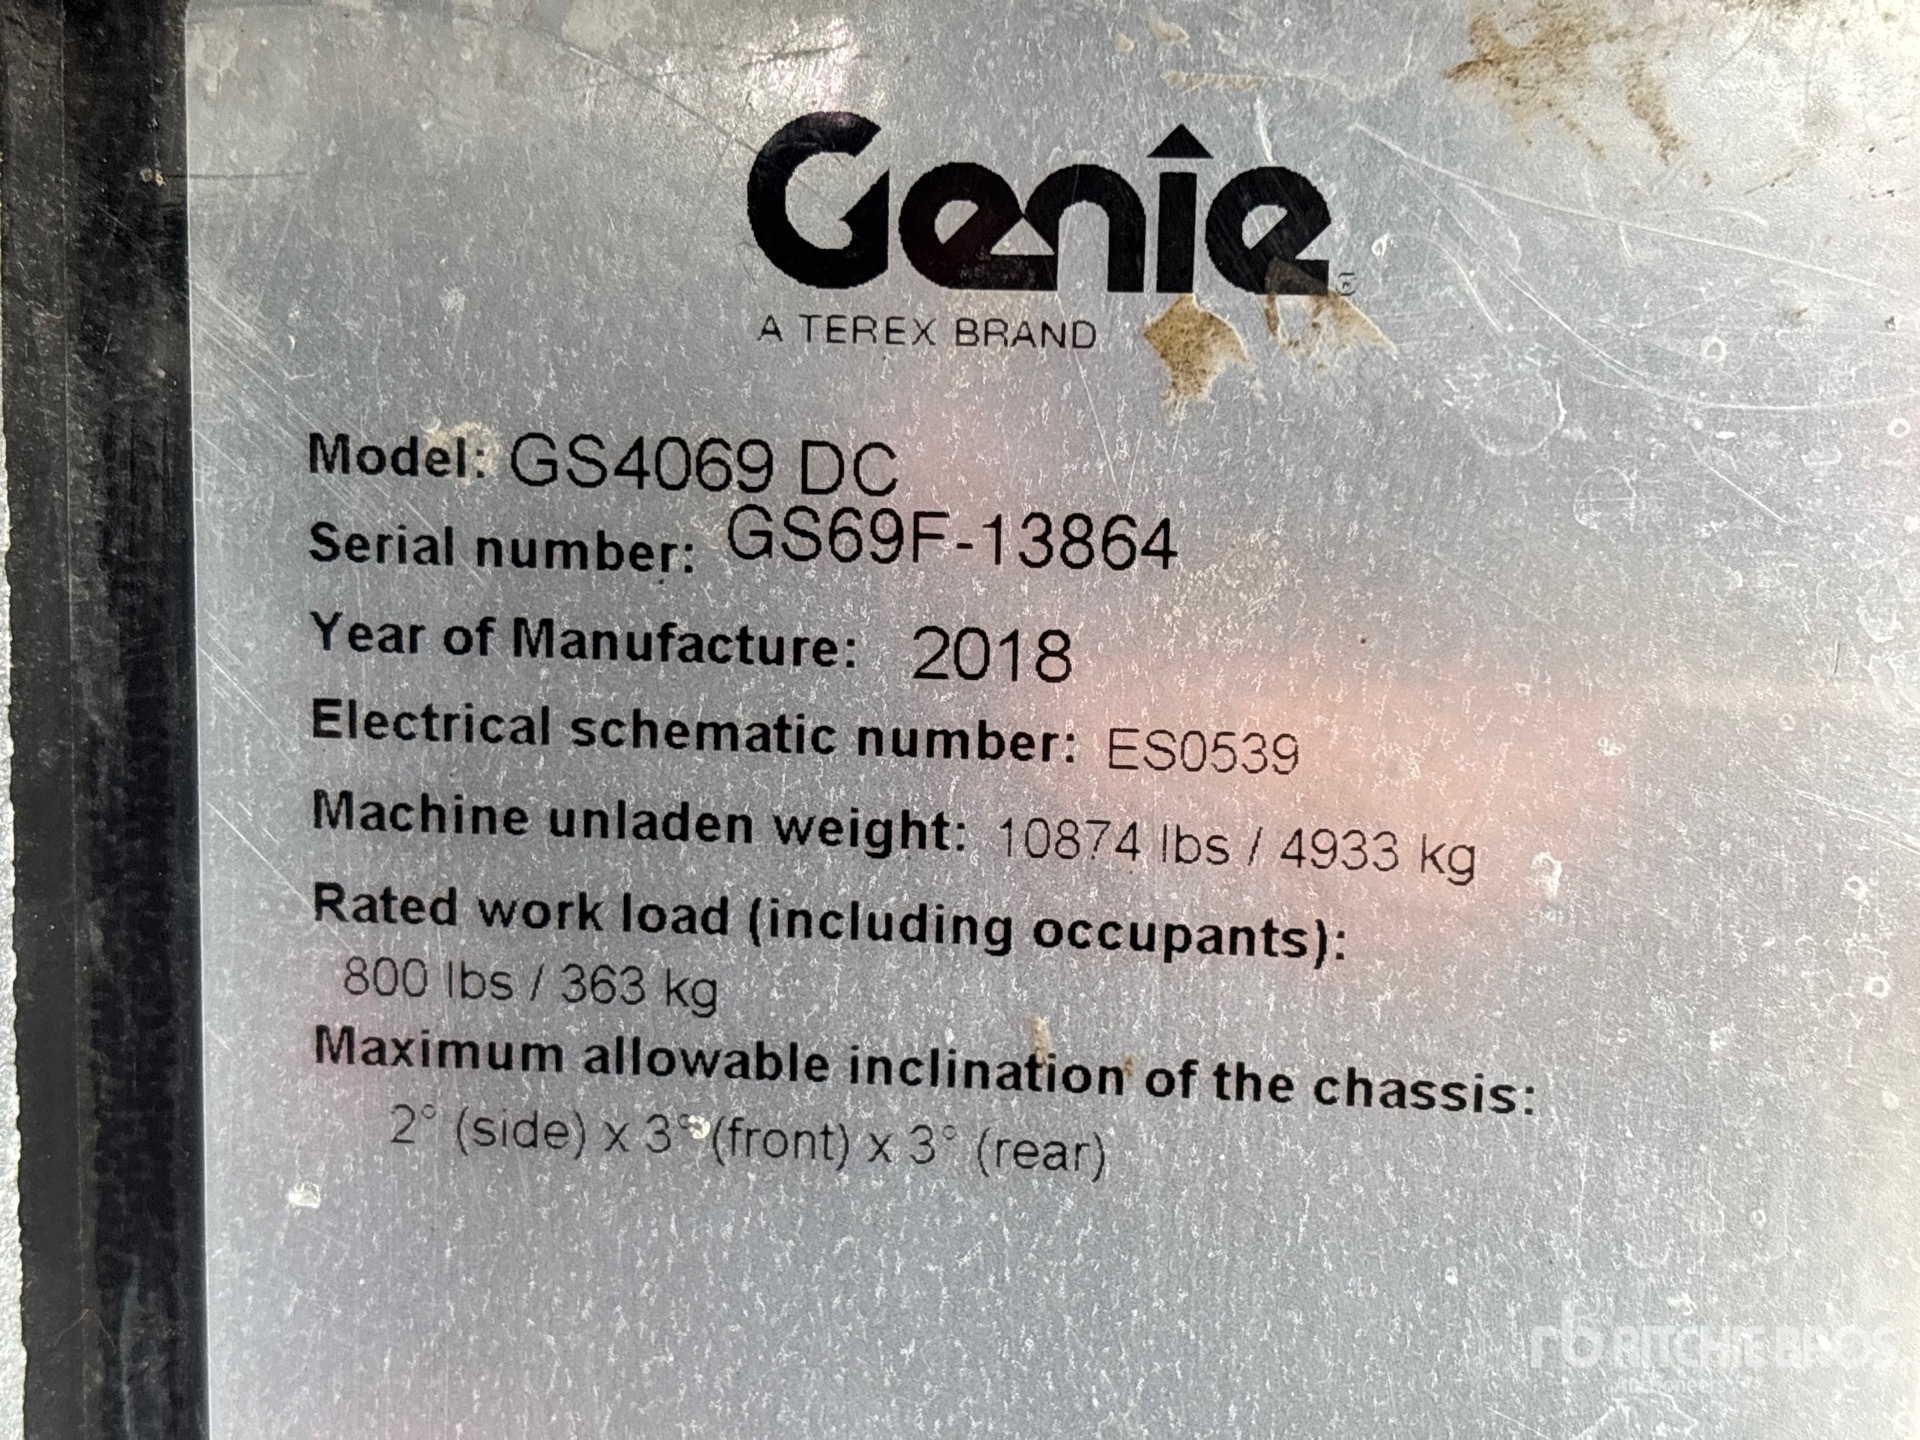 Genie®
A TEREX BRAND
Model: GS4069 DC
Serial number: GS69F-13864
Year of Manufacture: 2018
Electrical schematic number: ES0539
Machine unladen weight: 10874 lbs / 4933 kg
Rated work load (including occupants):
800 lbs / 363 kg
Maximum allowable inclination of the chassis:
2° (side) x 3° (front) x 3° (rear)
rb RITCHIE BROS.
Auctioneers